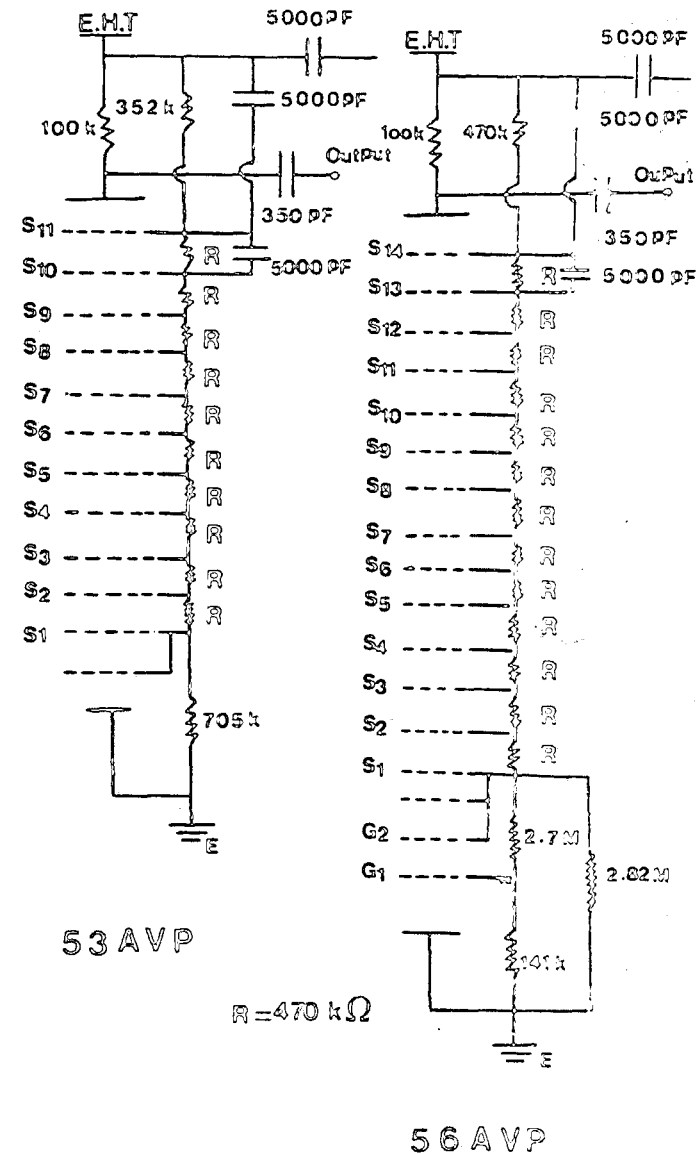 E.H.T
5000PF
352k
5000PF
100k
Output
350PF
S11
R
5000PF
S10
R
S9
R
S8
R
S7
R
S6
R
S5
R
S4
R
S3
R
S2
R
S1
705k
E
53AVP
E.H.T
5000PF
5000PF
100k
470k
OutPut
350PF
S14
R
5000PF
S13
R
S12
R
S11
R
S10
R
S9
R
S8
R
S7
R
S6
R
S5
R
S4
R
S3
R
S2
R
S1
G2
2.7M
G1
2.82M
141k
E
R=470kΩ
56AVP